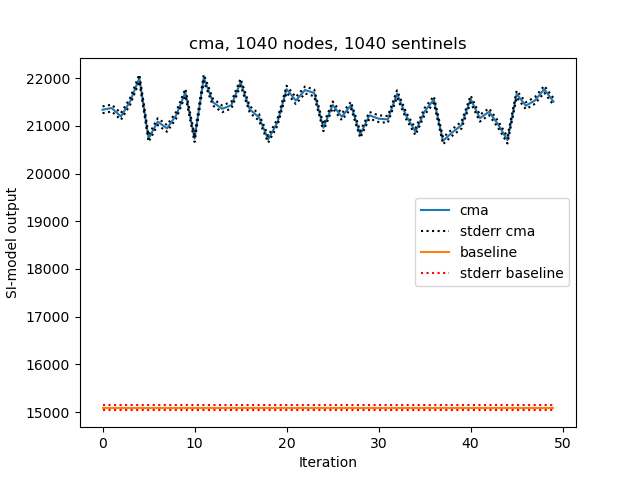 cma, 1040 nodes, 1040 sentinels
22000
21000
20000
19000
18000
17000
16000
15000
SI-model output
cma
stderr cma
baseline
stderr baseline
0 10 20 30 40 50
Iteration